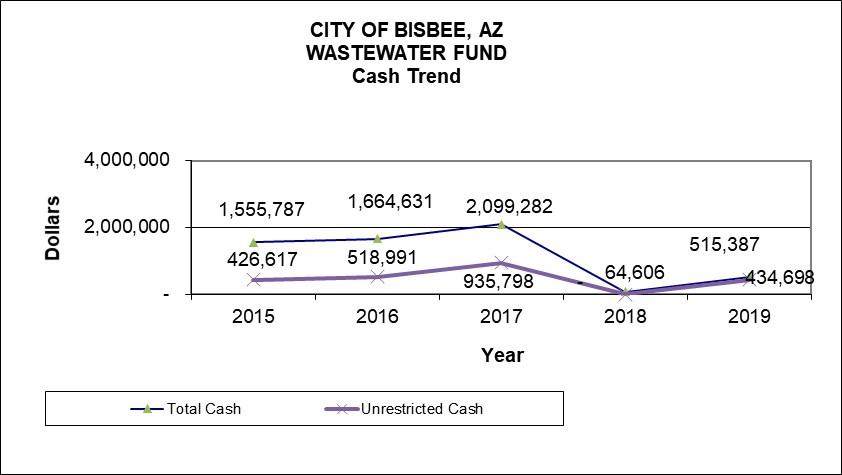 CITY OF BISBEE, AZ
WASTEWATER FUND
Cash Trend
Dollars
4,000,000
2,000,000
-
1,555,787
1,664,631
2,099,282
64,606
515,387
426,617
518,991
935,798
-
434,698
2015
2016
2017
2018
2019
Year
Total Cash
Unrestricted Cash